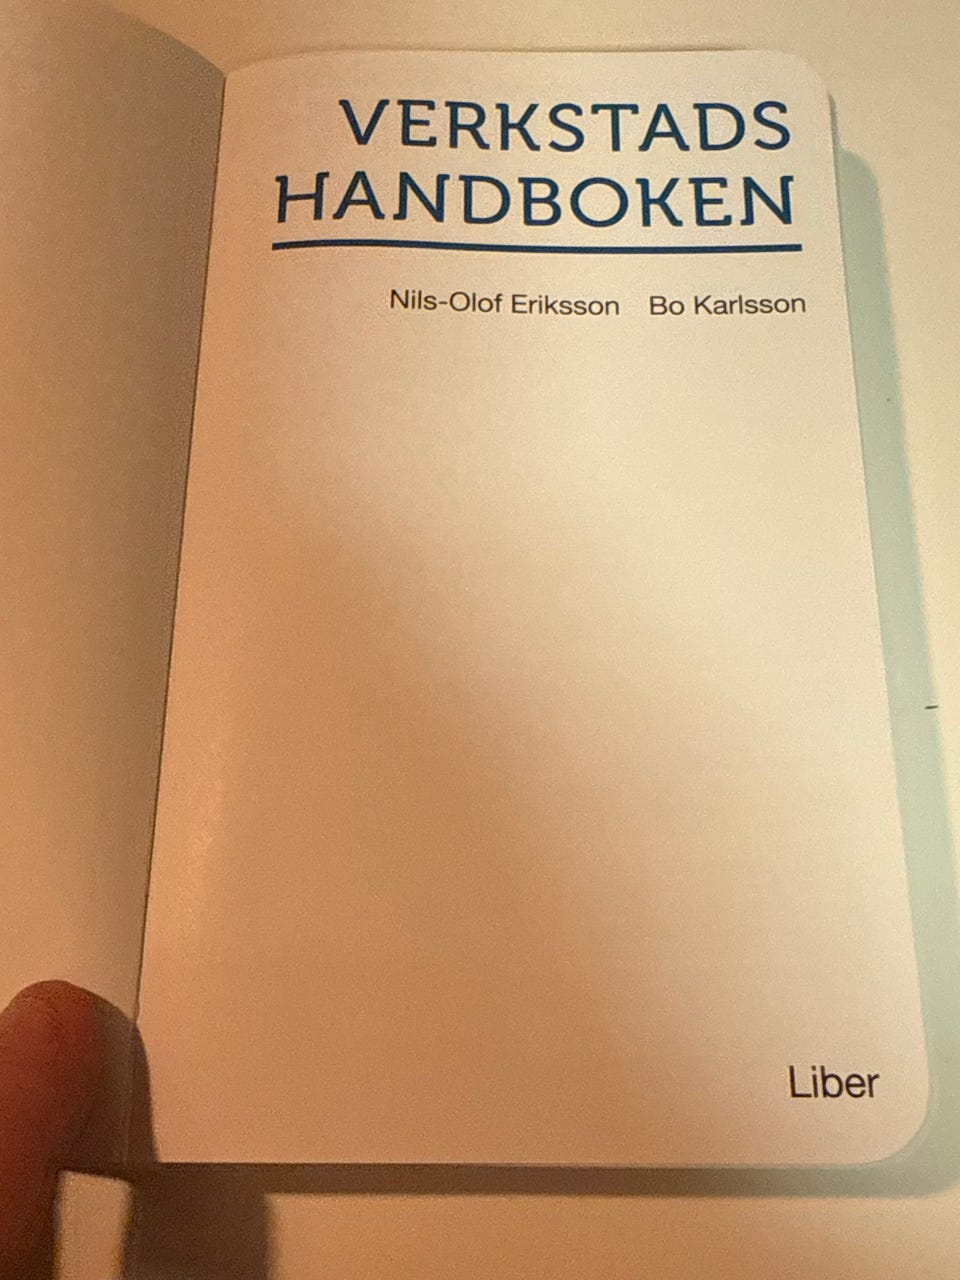 VERKSTADS
HANDBOKEN
Nils-Olof Eriksson Bo Karlsson
Liber